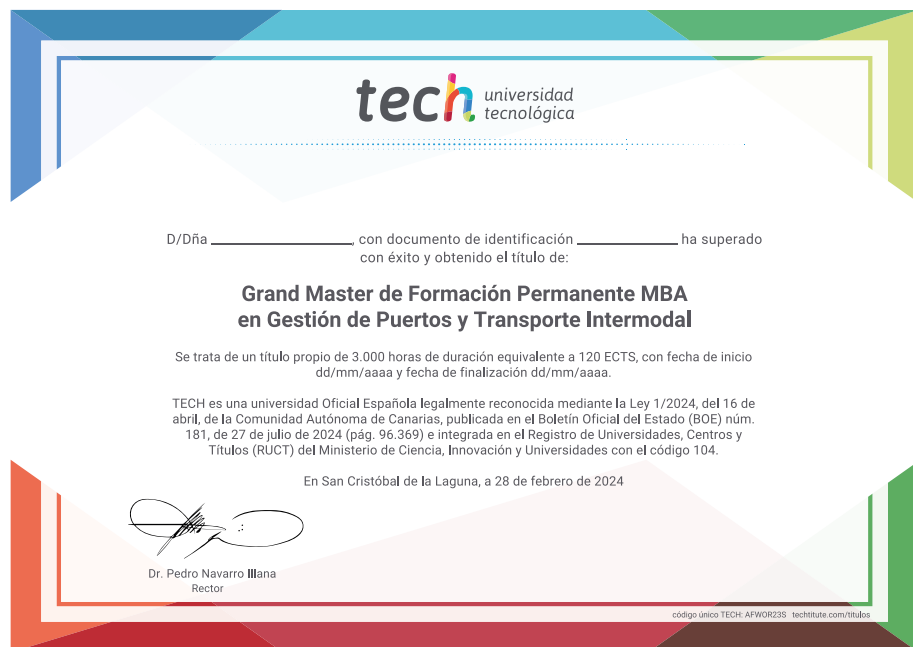 tech universidad
tecnológica
D/Dña ______________, con documento de identificación __________ ha superado
con éxito y obtenido el título de:
Grand Master de Formación Permanente MBA
en Gestión de Puertos y Transporte Intermodal
Se trata de un título propio de 3.000 horas de duración equivalente a 120 ECTS, con fecha de inicio
dd/mm/aaaa y fecha de finalización dd/mm/aaaa.
TECH es una universidad Oficial Española legalmente reconocida mediante la Ley 1/2024, del 16 de
abril, de la Comunidad Autónoma de Canarias, publicada en el Boletín Oficial del Estado (BOE) núm.
181, de 27 de julio de 2024 (pág. 96.369) e integrada en el Registro de Universidades, Centros y
Títulos (RUCT) del Ministerio de Ciencia, Innovación y Universidades con el código 104.
En San Cristóbal de la Laguna, a 28 de febrero de 2024
Dr. Pedro Navarro Illana
Rector
código único TECH: AFWOR23S techtitute.com/titulos